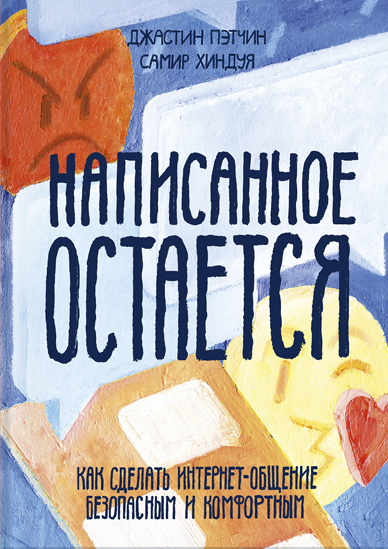 ДЖАСТИН ПЭТЧИН
САМИР ХИНДУЯ
НАПИСАННОЕ
ОСТАЕТСЯ
КАК СДЕЛАТЬ ИНТЕРНЕТ-ОБЩЕНИЕ
БЕЗОПАСНЫМ И КОМФОРТНЫМ